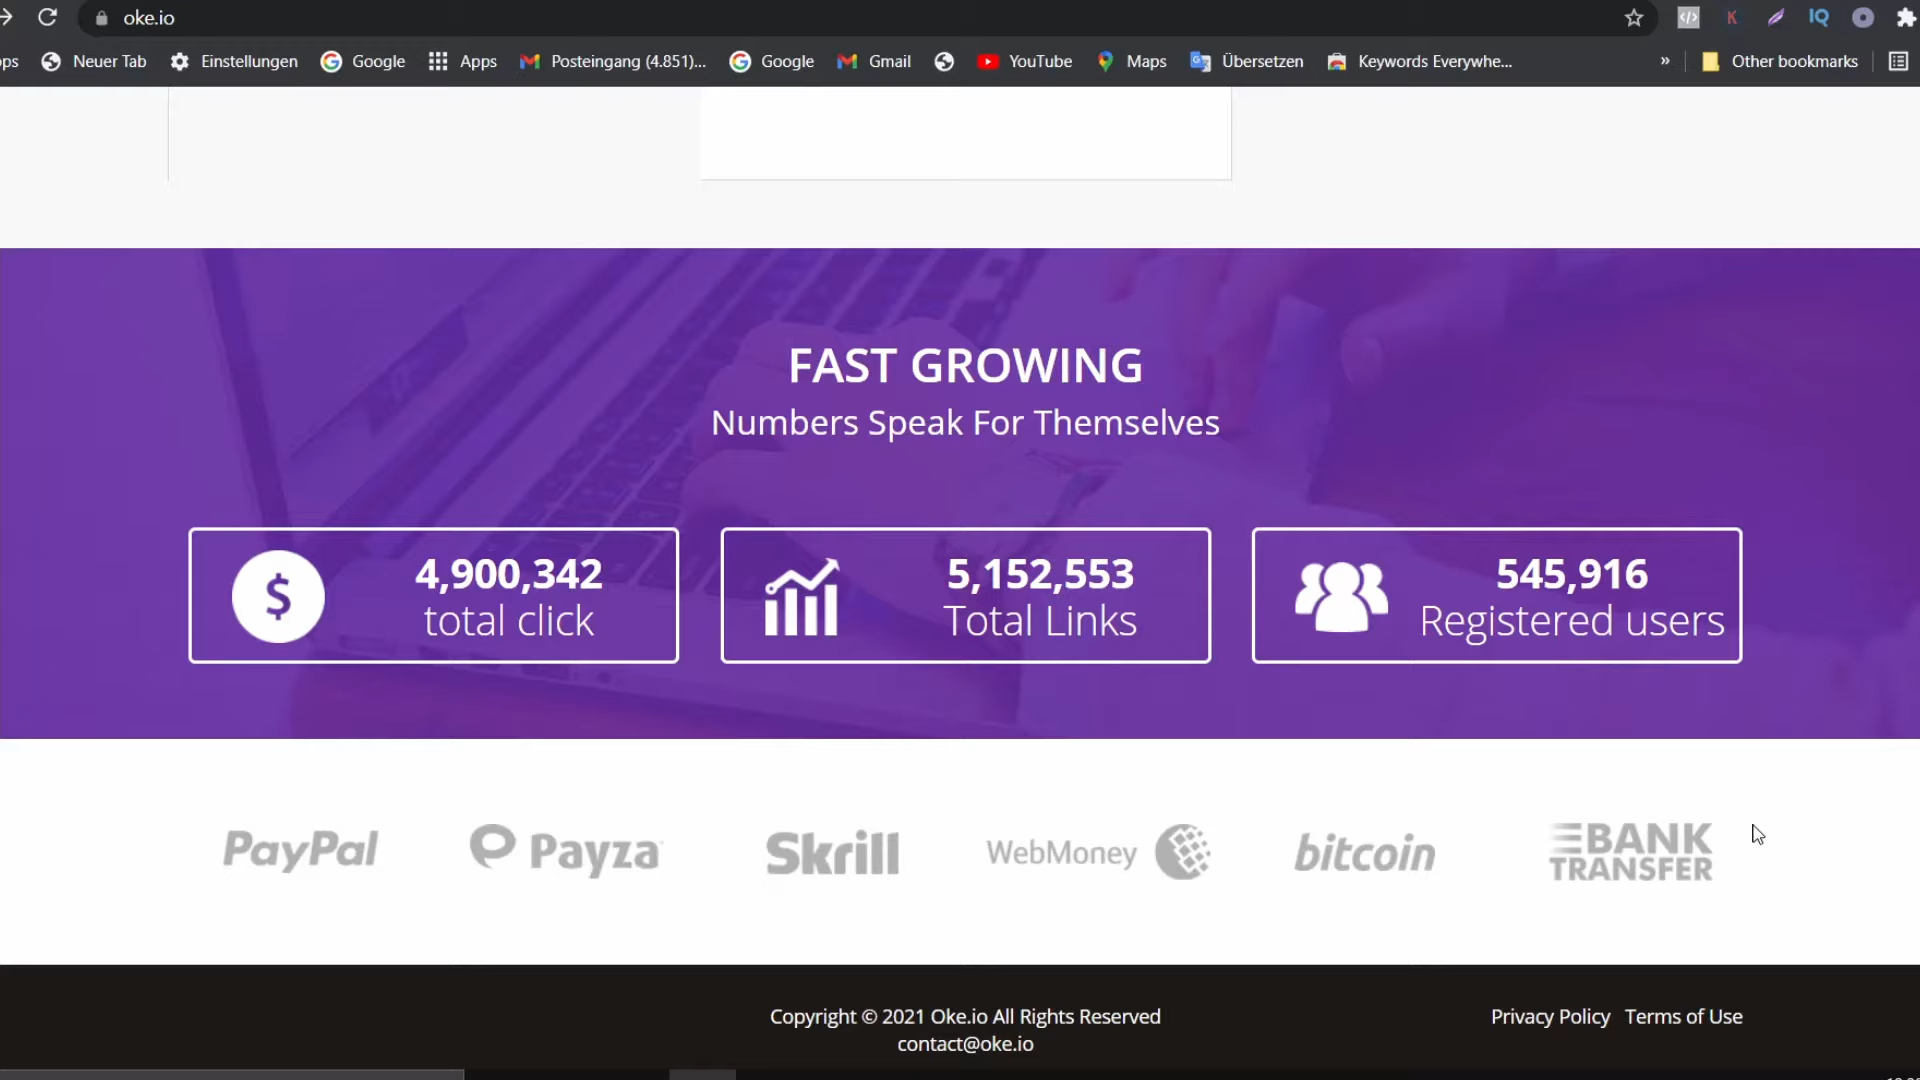 oke.io
Neuer Tab Einstellungen Google Apps Posteingang (4.851)... Google Gmail YouTube Maps Übersetzen Keywords Everywhe... » Other bookmarks
FAST GROWING
Numbers Speak For Themselves
$ 4,900,342
total click
5,152,553
Total Links
545,916
Registered users
PayPal Payza Skrill WebMoney bitcoin BANK TRANSFER
Copyright © 2021 Oke.io All Rights Reserved
contact@oke.io
Privacy Policy Terms of Use